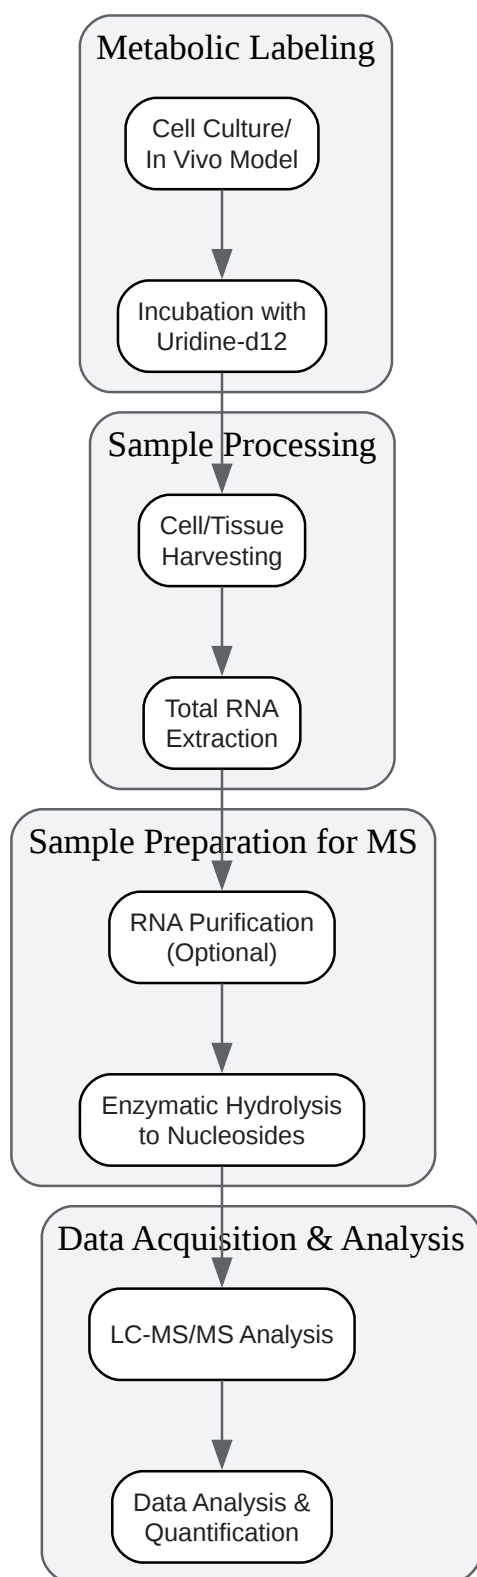 Metabolic Labeling
Cell Culture/
In Vivo Model
Incubation with
Uridine-d12
Sample Processing
Cell/Tissue
Harvesting
Total RNA
Extraction
Sample Preparation for MS
RNA Purification
(Optional)
Enzymatic Hydrolysis
to Nucleosides
Data Acquisition & Analysis
LC-MS/MS Analysis
Data Analysis &
Quantification